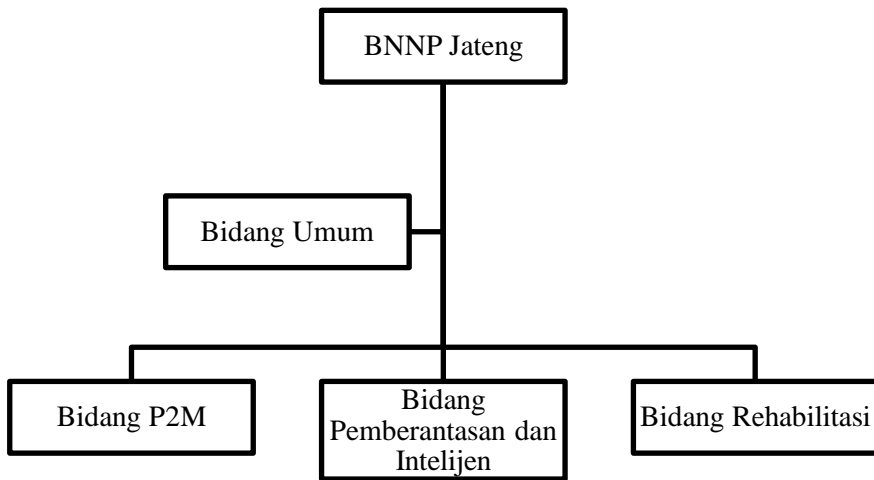 BNNP Jateng
Bidang Umum
Bidang P2M
Bidang
Pemberantasan dan
Intelijen
Bidang Rehabilitasi